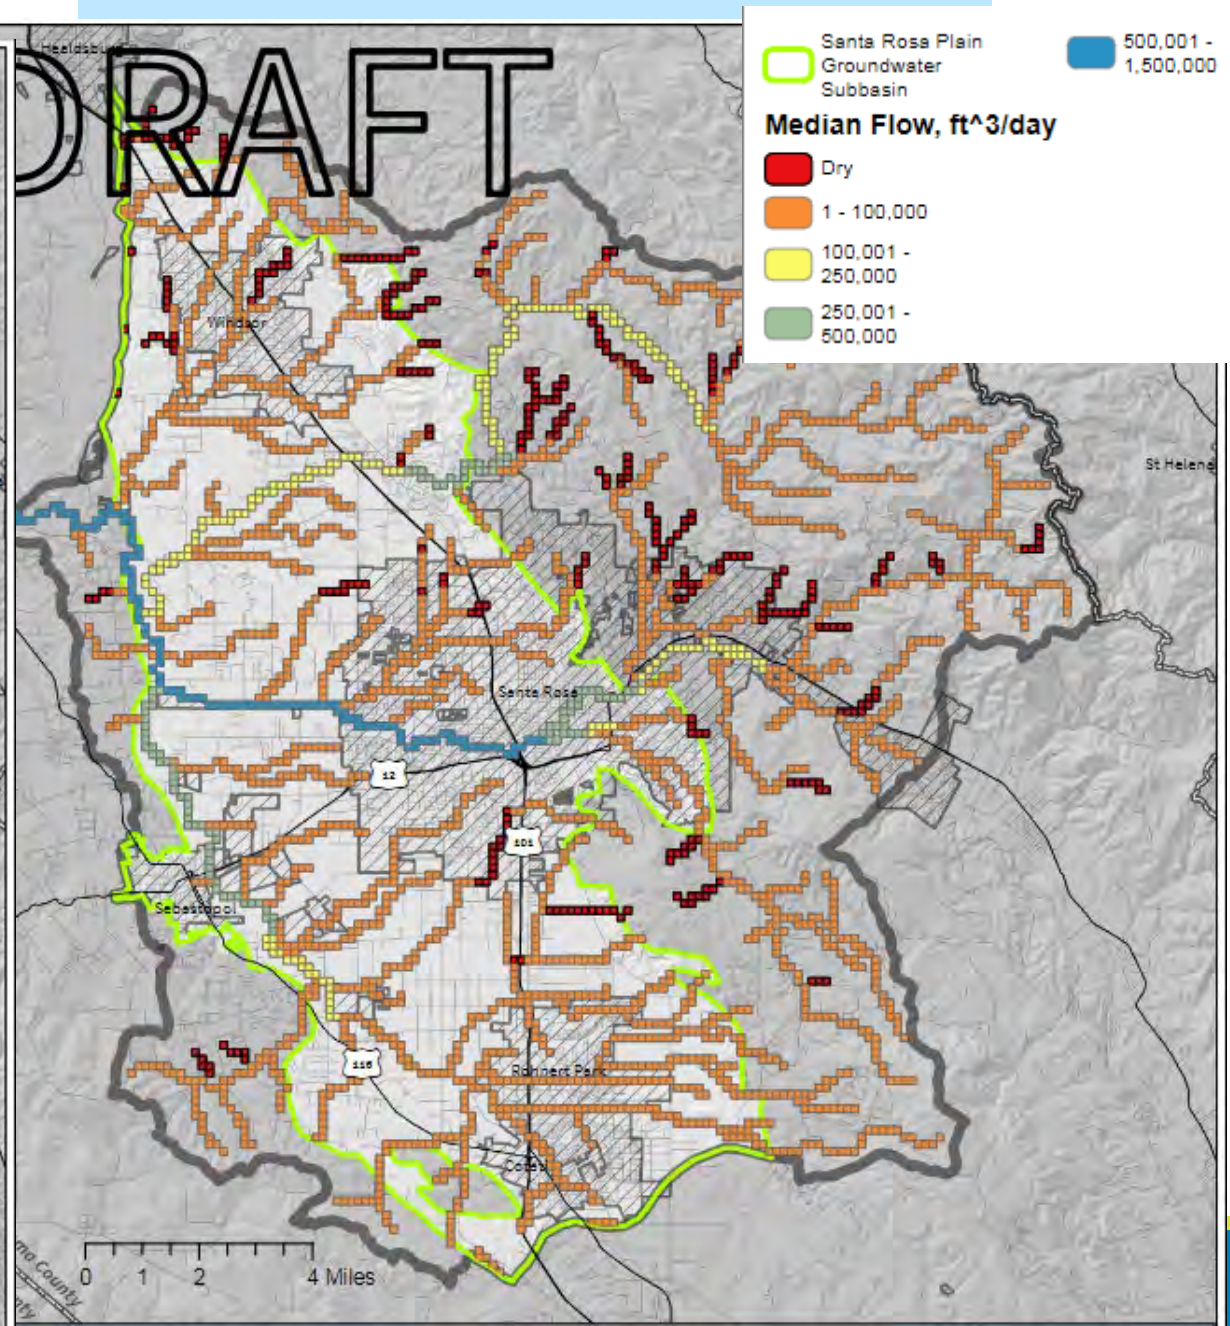 DRAFT
Healdsburg
Santa Rosa Plain
Groundwater
Subbasin
500,001 -
1,500,000
Median Flow, ft^3/day
Dry
1 - 100,000
100,001 -
250,000
250,001 -
500,000
Windsor
St Helena
Santa Rosa
12
101
Sebastopol
116
Rohnert Park
Cotati
0 1 2 4 Miles
County